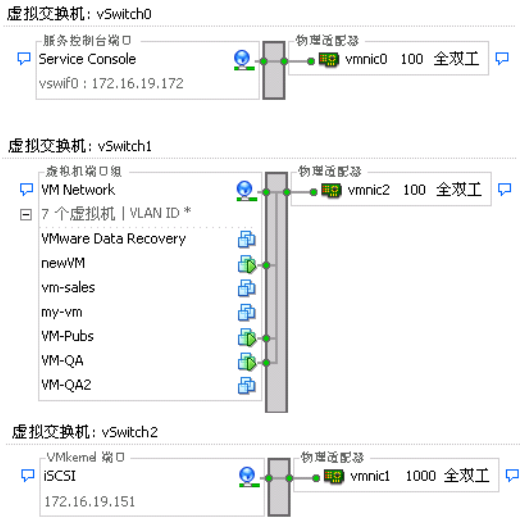 虚拟交换机: vSwitch0
服务控制台端口
物理适配器
Service Console
vmnic0 100 全双工
vswif0 : 172.16.19.172
虚拟交换机: vSwitch1
虚拟机端口组
物理适配器
VM Network
vmnic2 100 全双工
7 个虚拟机 | VLAN ID *
VMware Data Recovery
newVM
vm-sales
my-vm
VM-Pubs
VM-QA
VM-QA2
虚拟交换机: vSwitch2
VMkernel 端口
物理适配器
iSCSI
vmnic1 1000 全双工
172.16.19.151